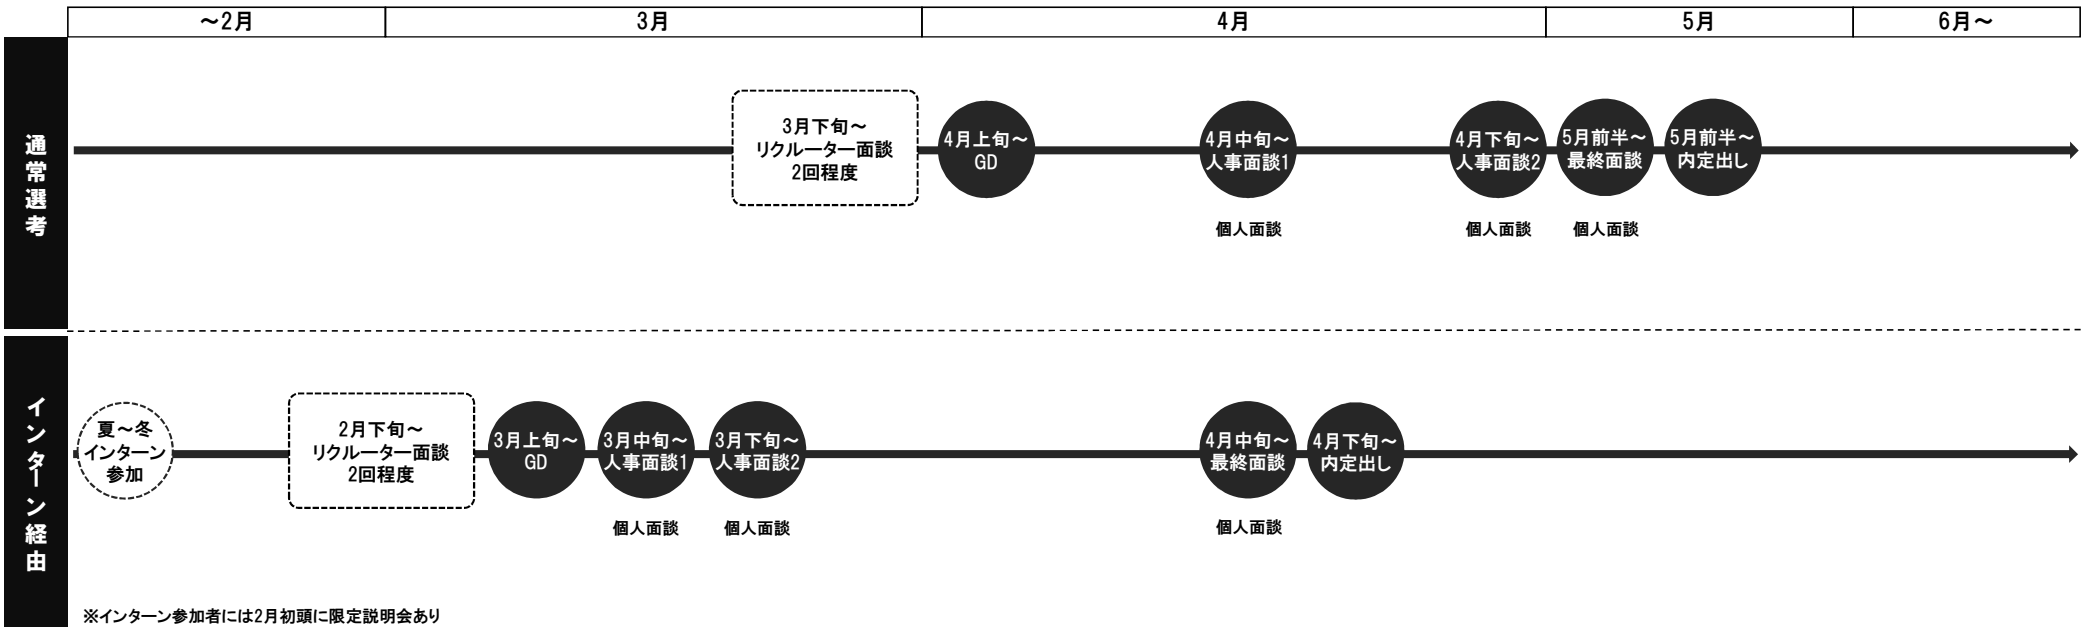 ～2月
3月
4月
5月
6月～
通常選考
3月下旬～
リクルーター面談
2回程度
4月上旬～
GD
4月中旬～
人事面談1
4月下旬～
人事面談2
5月前半～
最終面談
5月前半～
内定出し
個人面談
個人面談
個人面談
インターン経由
夏～冬
インターン
参加
2月下旬～
リクルーター面談
2回程度
3月上旬～
GD
3月中旬～
人事面談1
3月下旬～
人事面談2
4月中旬～
最終面談
4月下旬～
内定出し
個人面談
個人面談
個人面談
※インターン参加者には2月初頭に限定説明会あり